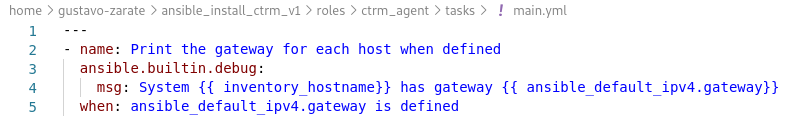 home > gustavo-zarate > ansible_install_ctrm_v1 > roles > ctrm_agent > tasks > ! main.yml
1 ---
2 - name: Print the gateway for each host when defined
3   ansible.builtin.debug:
4     msg: System {{ inventory_hostname}} has gateway {{ ansible_default_ipv4.gateway}}
5   when: ansible_default_ipv4.gateway is defined